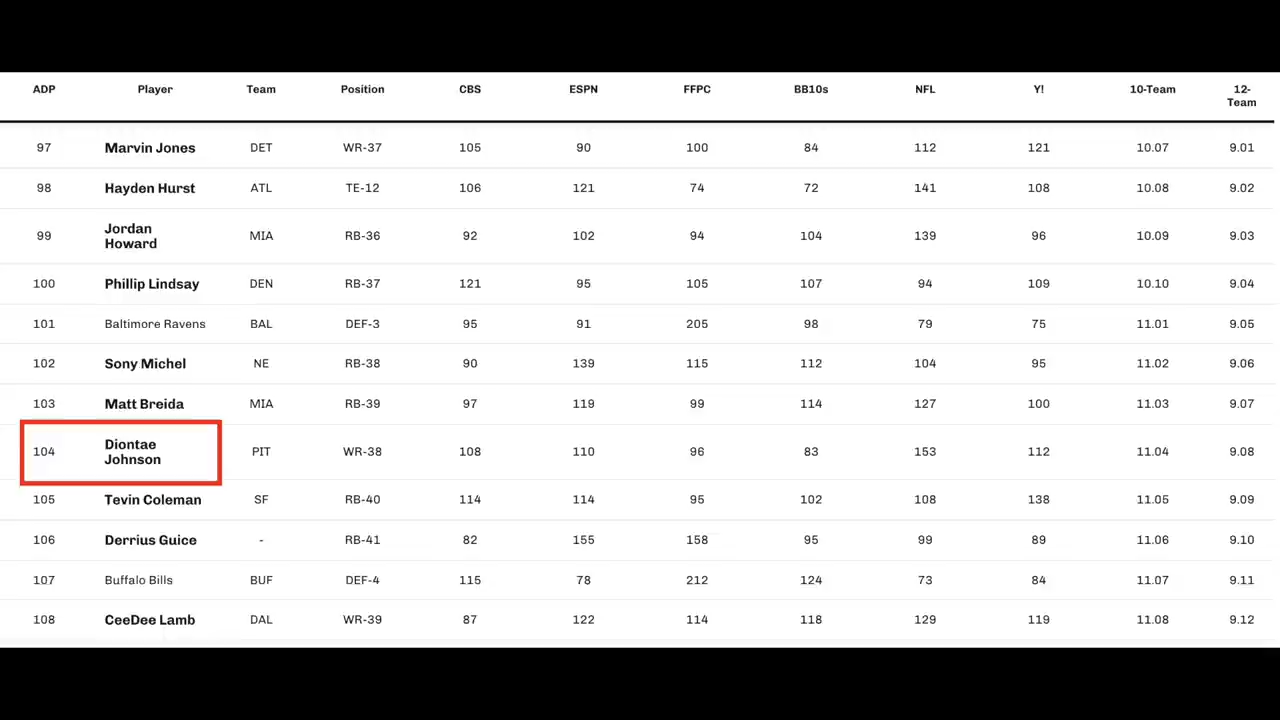 ADP Player Team Position CBS ESPN FFPC BB10s NFL Y! 10-Team 12-
Team
97 Marvin Jones DET WR-37 105 90 100 84 112 121 10.07 9.01
98 Hayden Hurst ATL TE-12 106 121 74 72 141 108 10.08 9.02
99 Jordan
Howard MIA RB-36 92 102 94 104 139 96 10.09 9.03
100 Phillip Lindsay DEN RB-37 121 95 105 107 94 109 10.10 9.04
101 Baltimore Ravens BAL DEF-3 95 91 205 98 79 75 11.01 9.05
102 Sony Michel NE RB-38 90 139 115 112 104 95 11.02 9.06
103 Matt Breida MIA RB-39 97 119 99 114 127 100 11.03 9.07
104 Diontae
Johnson PIT WR-38 108 110 96 83 153 112 11.04 9.08
105 Tevin Coleman SF RB-40 114 114 95 102 108 138 11.05 9.09
106 Derrius Guice - RB-41 82 155 158 95 99 89 11.06 9.10
107 Buffalo Bills BUF DEF-4 115 78 212 124 73 84 11.07 9.11
108 CeeDee Lamb DAL WR-39 87 122 114 118 129 119 11.08 9.12